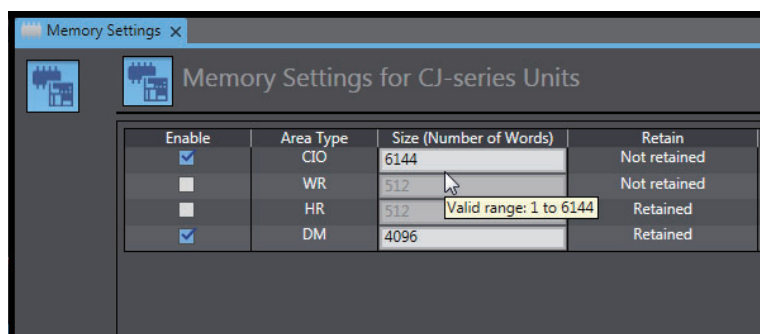 Memory Settings X
Memory Settings for CJ-series Units
Enable Area Type Size (Number of Words) Retain
CIO 6144 Not retained
WR 512 Not retained
HR 512 Valid range: 1 to 6144 Retained
DM 4096 Retained